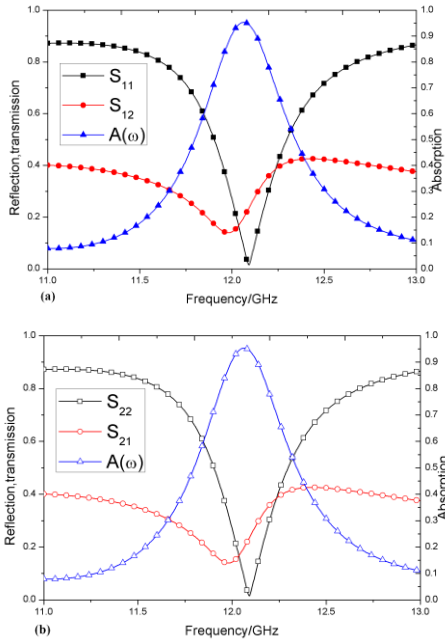 1.0 1.0
0.9
0.8 0.8
0.7
0.6 0.6
0.5
0.4 0.4
0.3
0.2 0.2
0.1
0.0 0.0
11.0 11.5 12.0 12.5 13.0
Reflection,transmission
Absorption
S11
S12
A(ω)
Frequency/GHz
(a)
1.0 1.0
0.9
0.8 0.8
0.7
0.6 0.6
0.5
0.4 0.4
0.3
0.2 0.2
0.1
0.0 0.0
11.0 11.5 12.0 12.5 13.0
Reflection,transmission
Absorption
S22
S21
A(ω)
Frequency/GHz
(b)